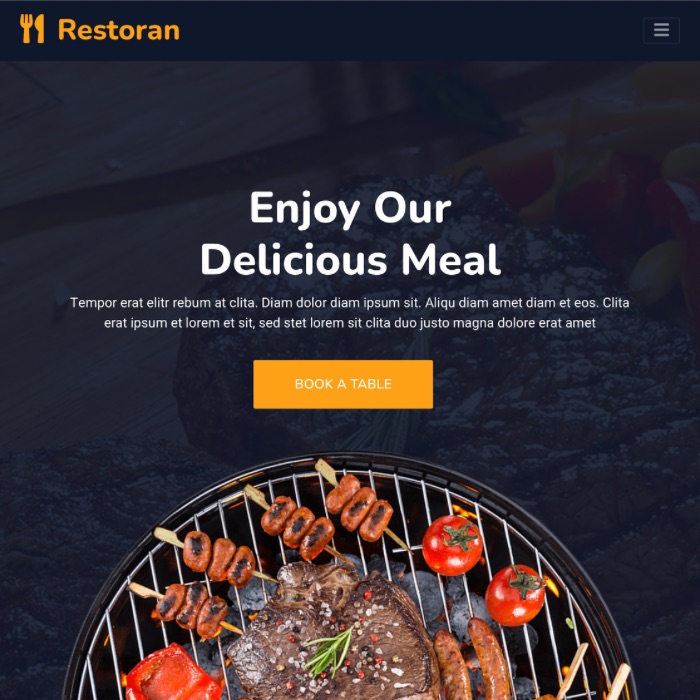 Restoran
Enjoy Our
Delicious Meal
Tempor erat elitr rebum at clita. Diam dolor diam ipsum sit. Aliqu diam amet diam et eos. Clita
erat ipsum et lorem et sit, sed stet lorem sit clita duo justo magna dolore erat amet
BOOK A TABLE